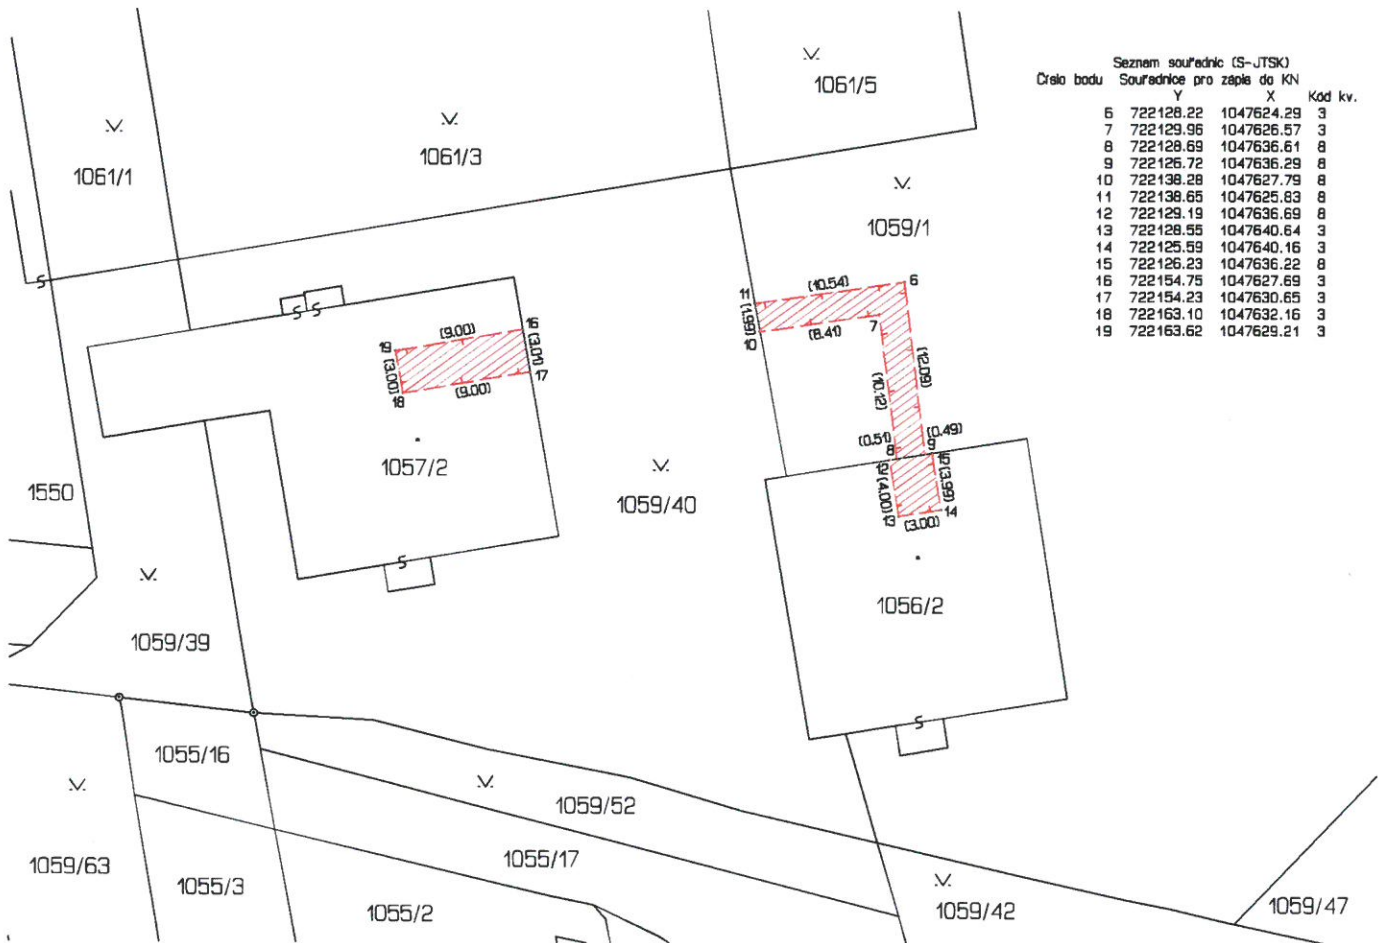 Seznam souřadnic (S-JTSK)
Číslo bodu Souřadnice pro zápis do KN
Y X Kód kv.
6 722128.22 1047624.29 3
7 722129.96 1047626.57 3
8 722128.69 1047636.61 8
9 722126.72 1047636.29 8
10 722138.28 1047627.79 8
11 722138.65 1047625.83 8
12 722129.19 1047636.69 8
13 722128.55 1047640.64 3
14 722125.59 1047640.16 3
15 722126.23 1047636.22 8
16 722154.75 1047627.69 3
17 722154.23 1047630.65 3
18 722163.10 1047632.16 3
19 722163.62 1047629.21 3
1061/5
1061/3
1061/1
1059/1
11 (10.54) 6
(1.99)
10 (8.41) 7
(12.09)
(10.12)
(0.51) (0.49)
8 9
12 15
(4.00) (3.99)
13 (3.00) 14
19 (9.00) 16
(3.00) (3.01)
18 (9.00) 17
1057/2
1550
1059/40
1056/2
1059/39
1055/16
1059/52
1059/63
1055/17
1055/3
1055/2
1059/42
1059/47